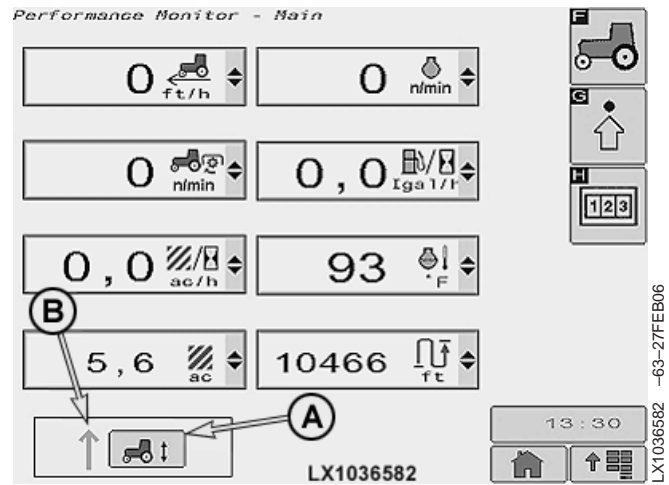 Performance Monitor - Main
F
0 ft/h
0 n/min
G
0 n/min
0,0 Igal/h
H
123
0,0 ac/h
93 °F
B
5,6 ac
10466 ft
A
13:30
LX1036582
LX1036582 –63–27FEB06